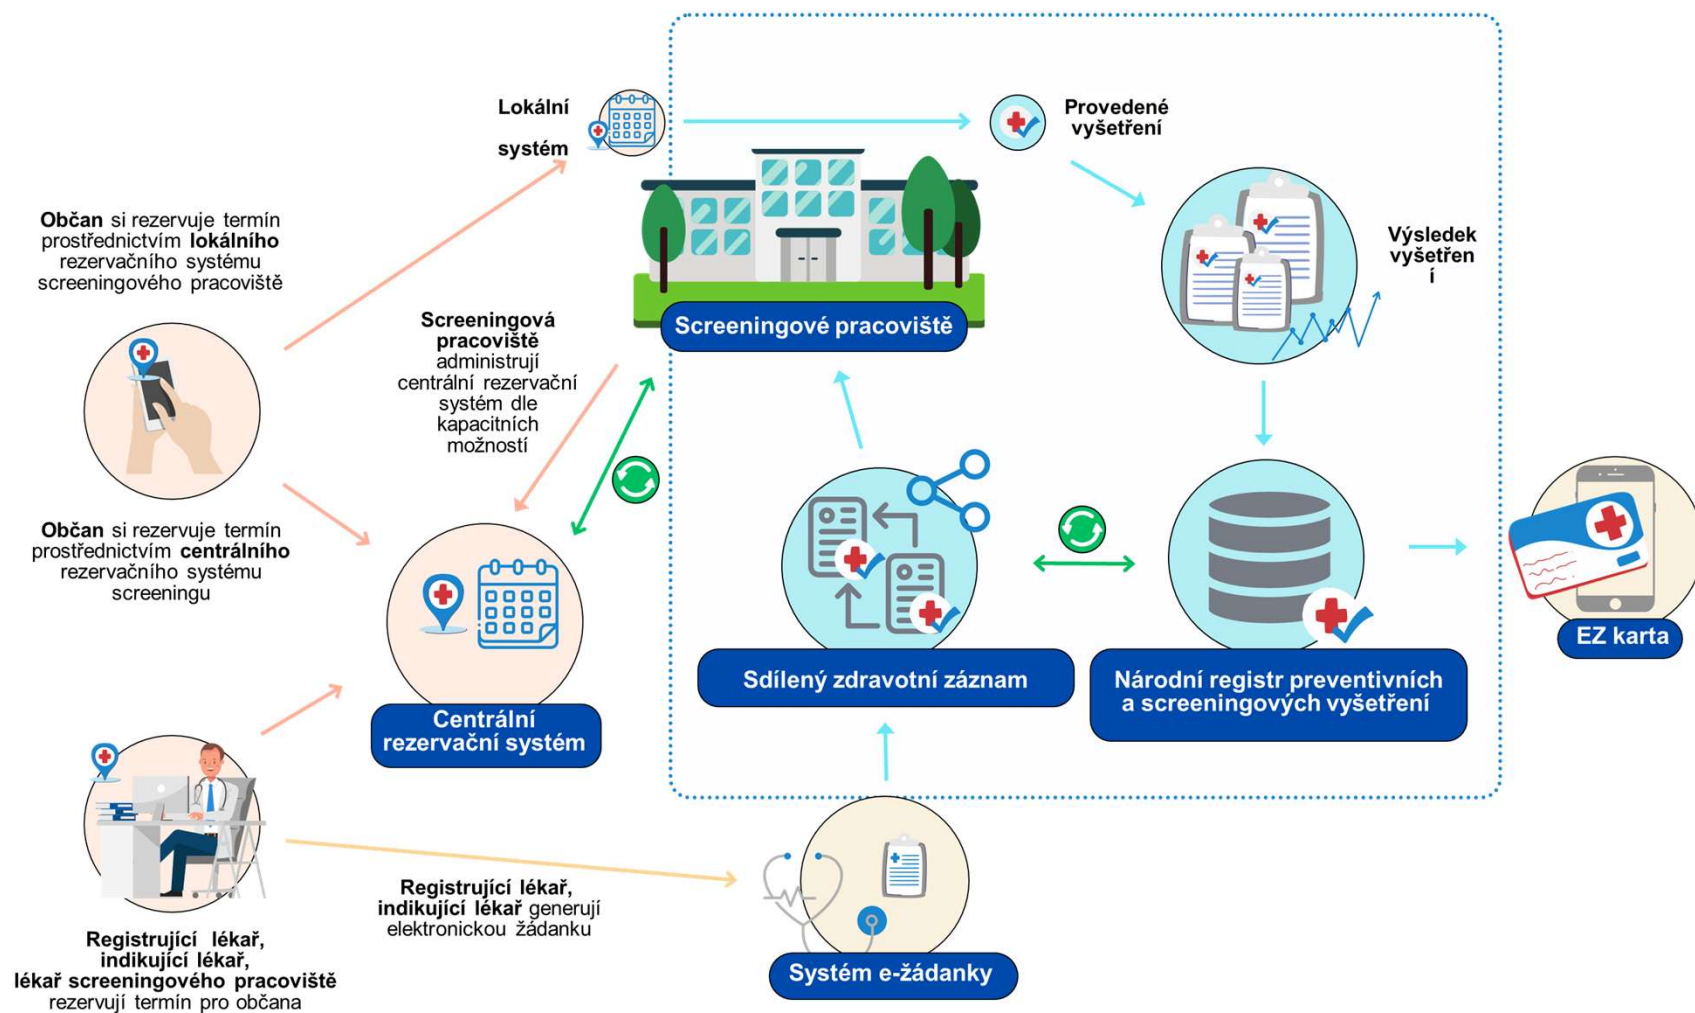 Lokální
systém
Provedené
vyšetření
Občan si rezervuje termín
prostřednictvím lokálního
rezervačního systému
screeningového pracoviště
Výsledek
vyšetřen
í
Screeningové pracoviště
Screeningová
pracoviště
administrují
centrální rezervační
systém dle
kapacitních
možností
Občan si rezervuje termín
prostřednictvím centrálního
rezervačního systému
screeningu
EZ karta
Sdílený zdravotní záznam
Národní registr preventivních
a screeningových vyšetření
Centrální
rezervační systém
Registrující lékař,
indikující lékař generují
elektronickou žádanku
Registrující lékař,
indikující lékař,
lékař screeningového pracoviště
rezervují termín pro občana
Systém e-žádanky